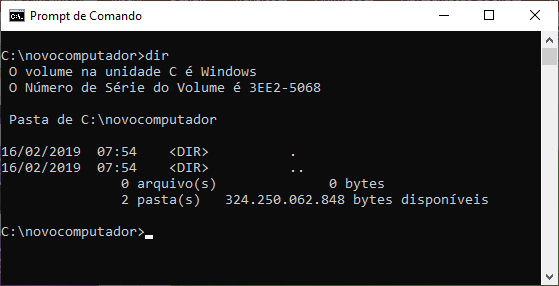 Prompt de Comando
C:\novocomputador>dir
O volume na unidade C é Windows
O Número de Série do Volume é 3EE2-5068
Pasta de C:\novocomputador
16/02/2019  07:54    <DIR>          .
16/02/2019  07:54    <DIR>          ..
0 arquivo(s)              0 bytes
2 pasta(s)   324.250.062.848 bytes disponíveis
C:\novocomputador>